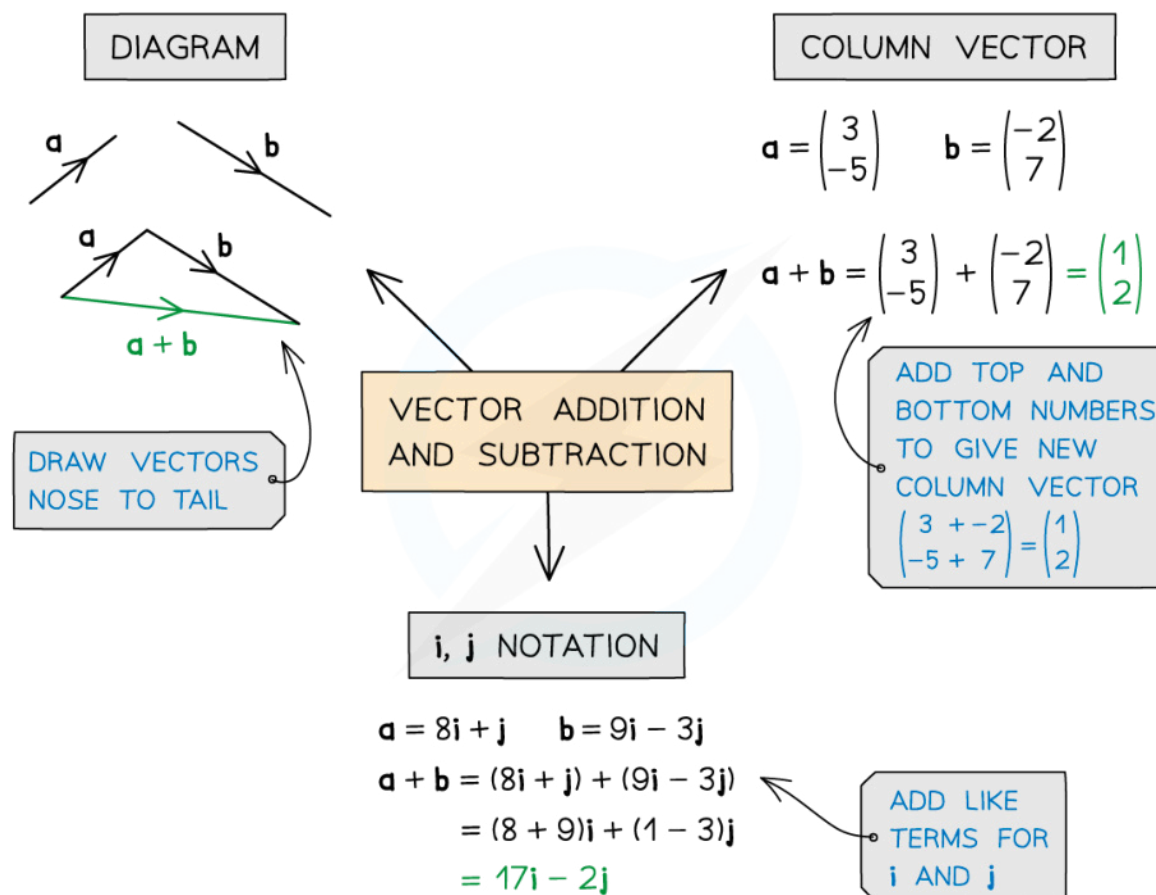 DIAGRAM
a
b
a
b
a + b
DRAW VECTORS
NOSE TO TAIL
COLUMN VECTOR
a = (3 −5) b = (−2 7)
a + b = (3 −5) + (−2 7) = (1 2)
ADD TOP AND
BOTTOM NUMBERS
TO GIVE NEW
COLUMN VECTOR
(3 + −2 −5 + 7) = (1 2)
VECTOR ADDITION
AND SUBTRACTION
i, j NOTATION
a = 8i + j b = 9i − 3j
a + b = (8i + j) + (9i − 3j)
= (8 + 9)i + (1 − 3)j
= 17i − 2j
ADD LIKE
TERMS FOR
i AND j